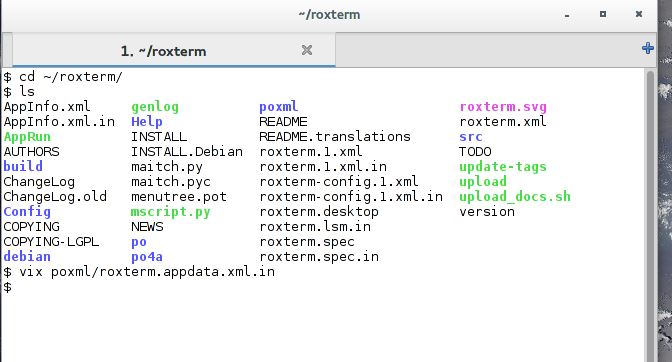 ~/roxterm
1. ~/roxterm
$ cd ~/roxterm/
$ ls
AppInfo.xml genlog poxml roxterm.svg
AppInfo.xml.in Help README roxterm.xml
AppRun INSTALL README.translations src
AUTHORS INSTALL.Debian roxterm.1.xml TODO
build maitch.py roxterm.1.xml.in update-tags
ChangeLog maitch.pyc roxterm-config.1.xml upload
ChangeLog.old menutree.pot roxterm-config.1.xml.in upload_docs.sh
Config mscript.py roxterm.desktop version
COPYING NEWS roxterm.lsm.in
COPYING-LGPL po roxterm.spec
debian po4a roxterm.spec.in
$ vix poxml/roxterm.appdata.xml.in
$